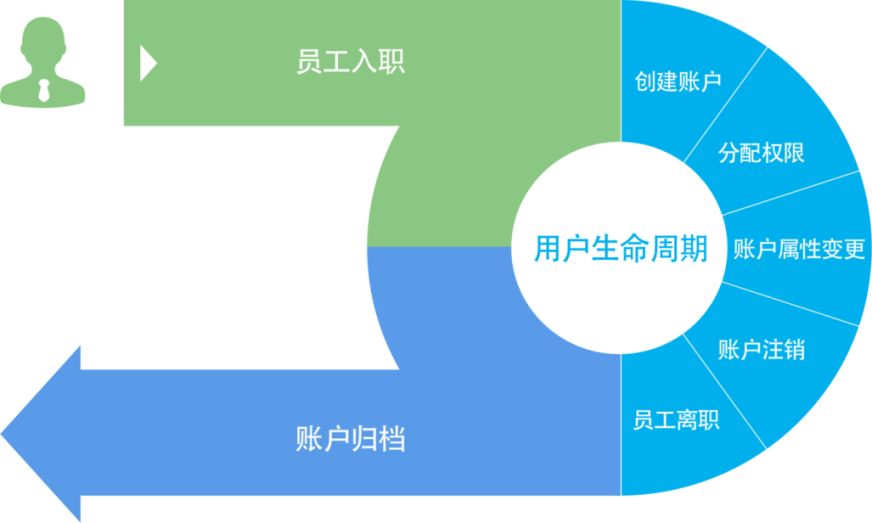 员工入职
创建账户
分配权限
用户生命周期
账户属性变更
账户注销
员工离职
账户归档